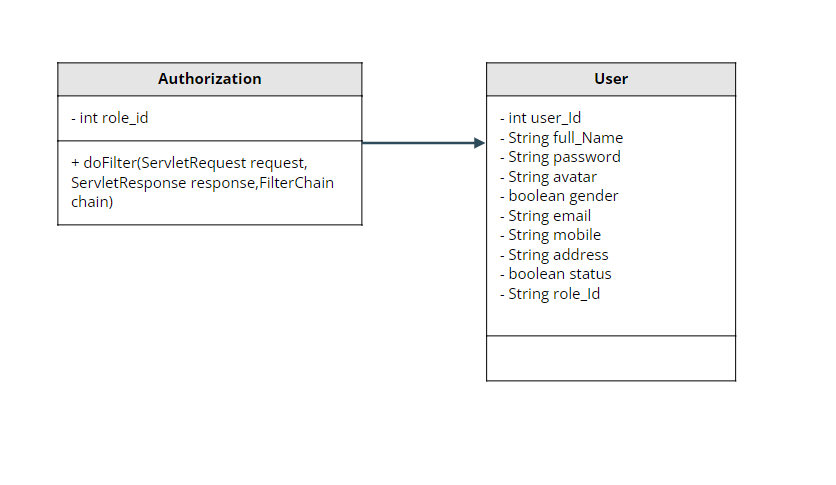 Authorization
- int role_id
+ doFilter(ServletRequest request,
ServletResponse response,FilterChain
chain)
User
- int user_Id
- String full_Name
- String password
- String avatar
- boolean gender
- String email
- String mobile
- String address
- boolean status
- String role_Id